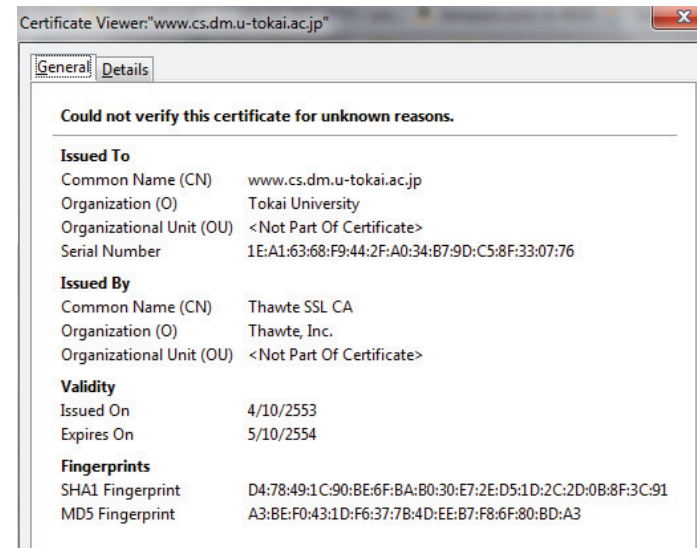 Certificate Viewer:"www.cs.dm.u-tokai.ac.jp"
General Details
Could not verify this certificate for unknown reasons.
Issued To
Common Name (CN) www.cs.dm.u-tokai.ac.jp
Organization (O) Tokai University
Organizational Unit (OU) <Not Part Of Certificate>
Serial Number 1E:A1:63:68:F9:44:2F:A0:34:B7:9D:C5:8F:33:07:76
Issued By
Common Name (CN) Thawte SSL CA
Organization (O) Thawte, Inc.
Organizational Unit (OU) <Not Part Of Certificate>
Validity
Issued On 4/10/2553
Expires On 5/10/2554
Fingerprints
SHA1 Fingerprint D4:78:49:1C:90:BE:6F:BA:B0:30:E7:2E:D5:1D:2C:2D:0B:8F:3C:91
MD5 Fingerprint A3:BE:F0:43:1D:F6:37:7B:4D:EE:B7:F8:6F:80:BD:A3